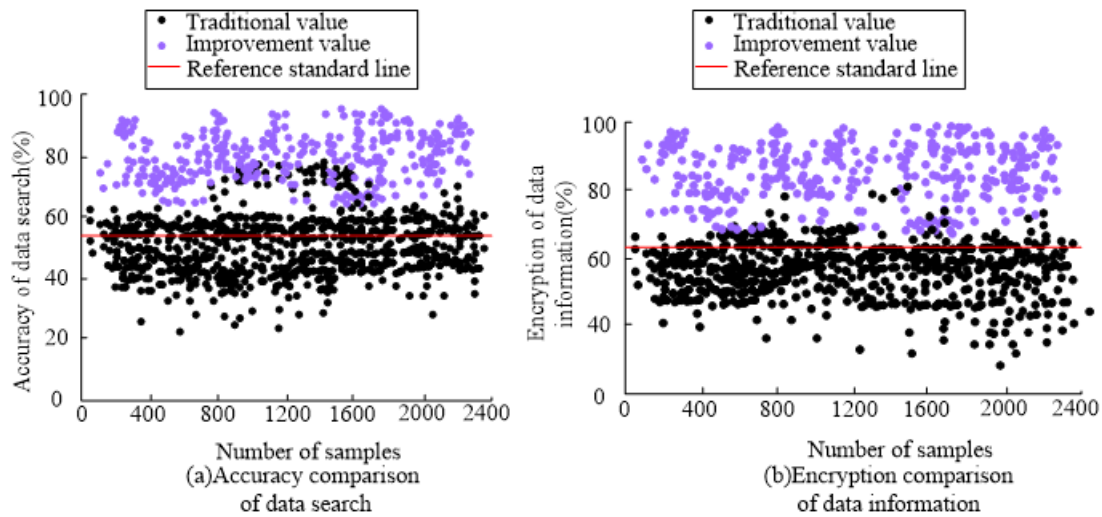 Traditional value
Improvement value
Reference standard line
Accuracy of data search(%)
100
80
60
40
20
0
0 400 800 1200 1600 2000 2400
Number of samples
(a)Accuracy comparison
of data search
Traditional value
Improvement value
Reference standard line
Encryption of data
information(%)
100
80
60
40
0
0 400 800 1200 1600 2000 2400
Number of samples
(b)Encryption comparison
of data information